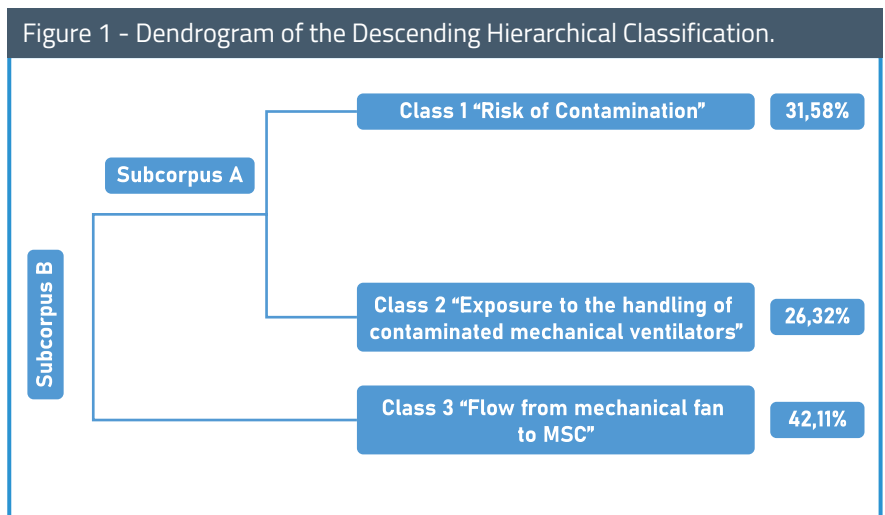 Figure 1 - Dendrogram of the Descending Hierarchical Classification.
Class 1 “Risk of Contamination”
31,58%
Subcorpus A
Subcorpus B
Class 2 “Exposure to the handling of
contaminated mechanical ventilators”
26,32%
Class 3 “Flow from mechanical fan
to MSC”
42,11%